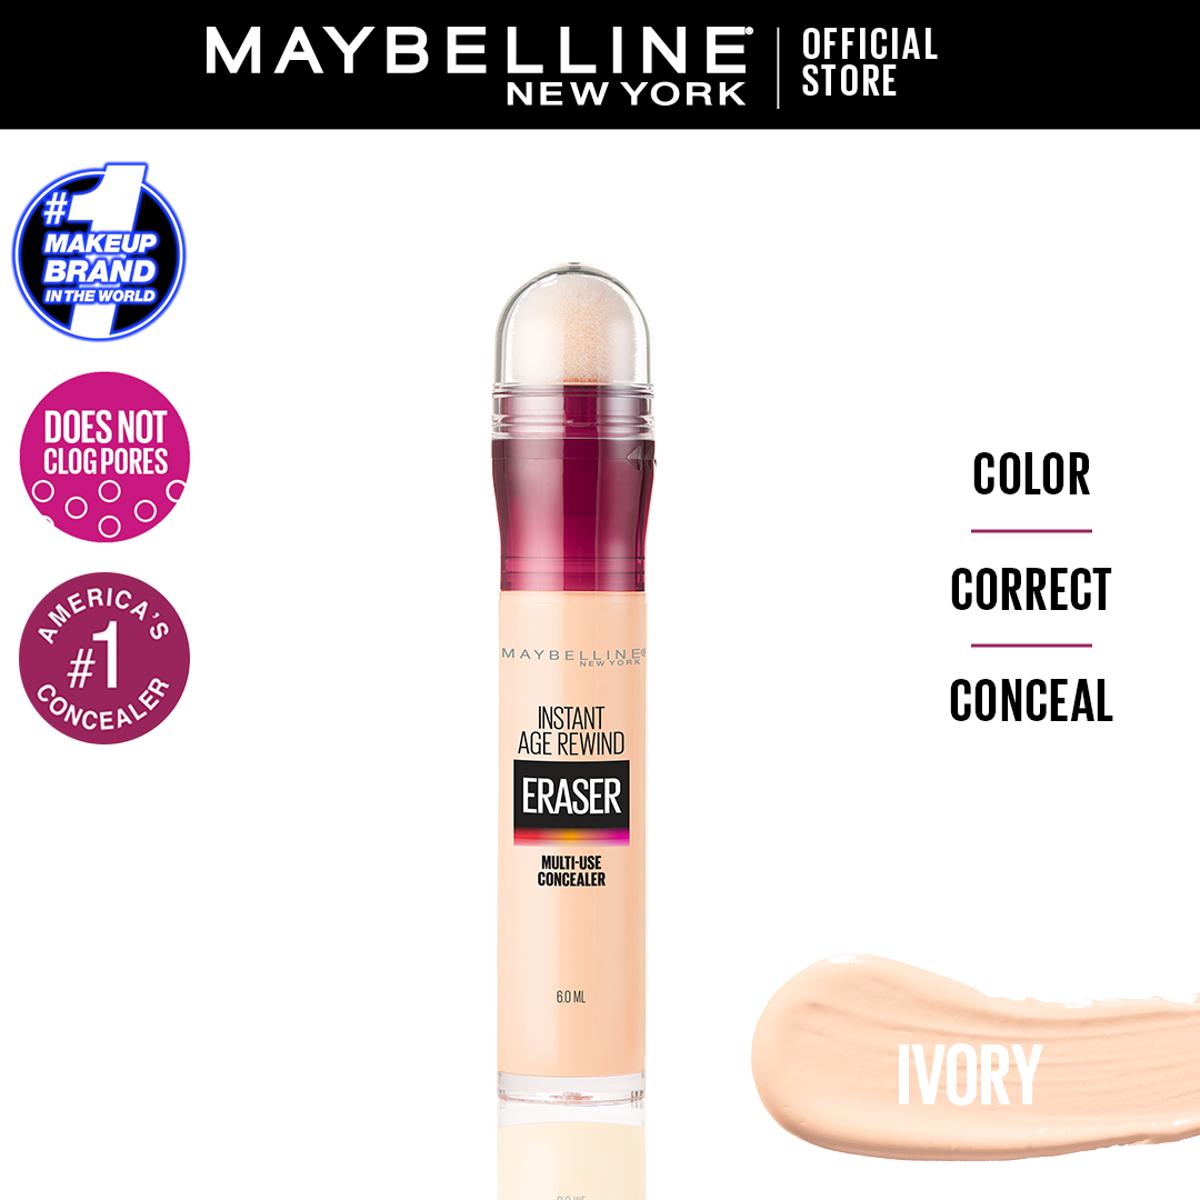 MAYBELLINE®
NEW YORK
OFFICIAL
STORE
#1
MAKEUP
BRAND
IN THE WORLD
DOES NOT
CLOG PORES
AMERICA'S
#1
CONCEALER
MAYBELLINE®
NEW YORK
INSTANT
AGE REWIND
ERASER
MULTI-USE
CONCEALER
6.0 ML
COLOR
CORRECT
CONCEAL
IVORY